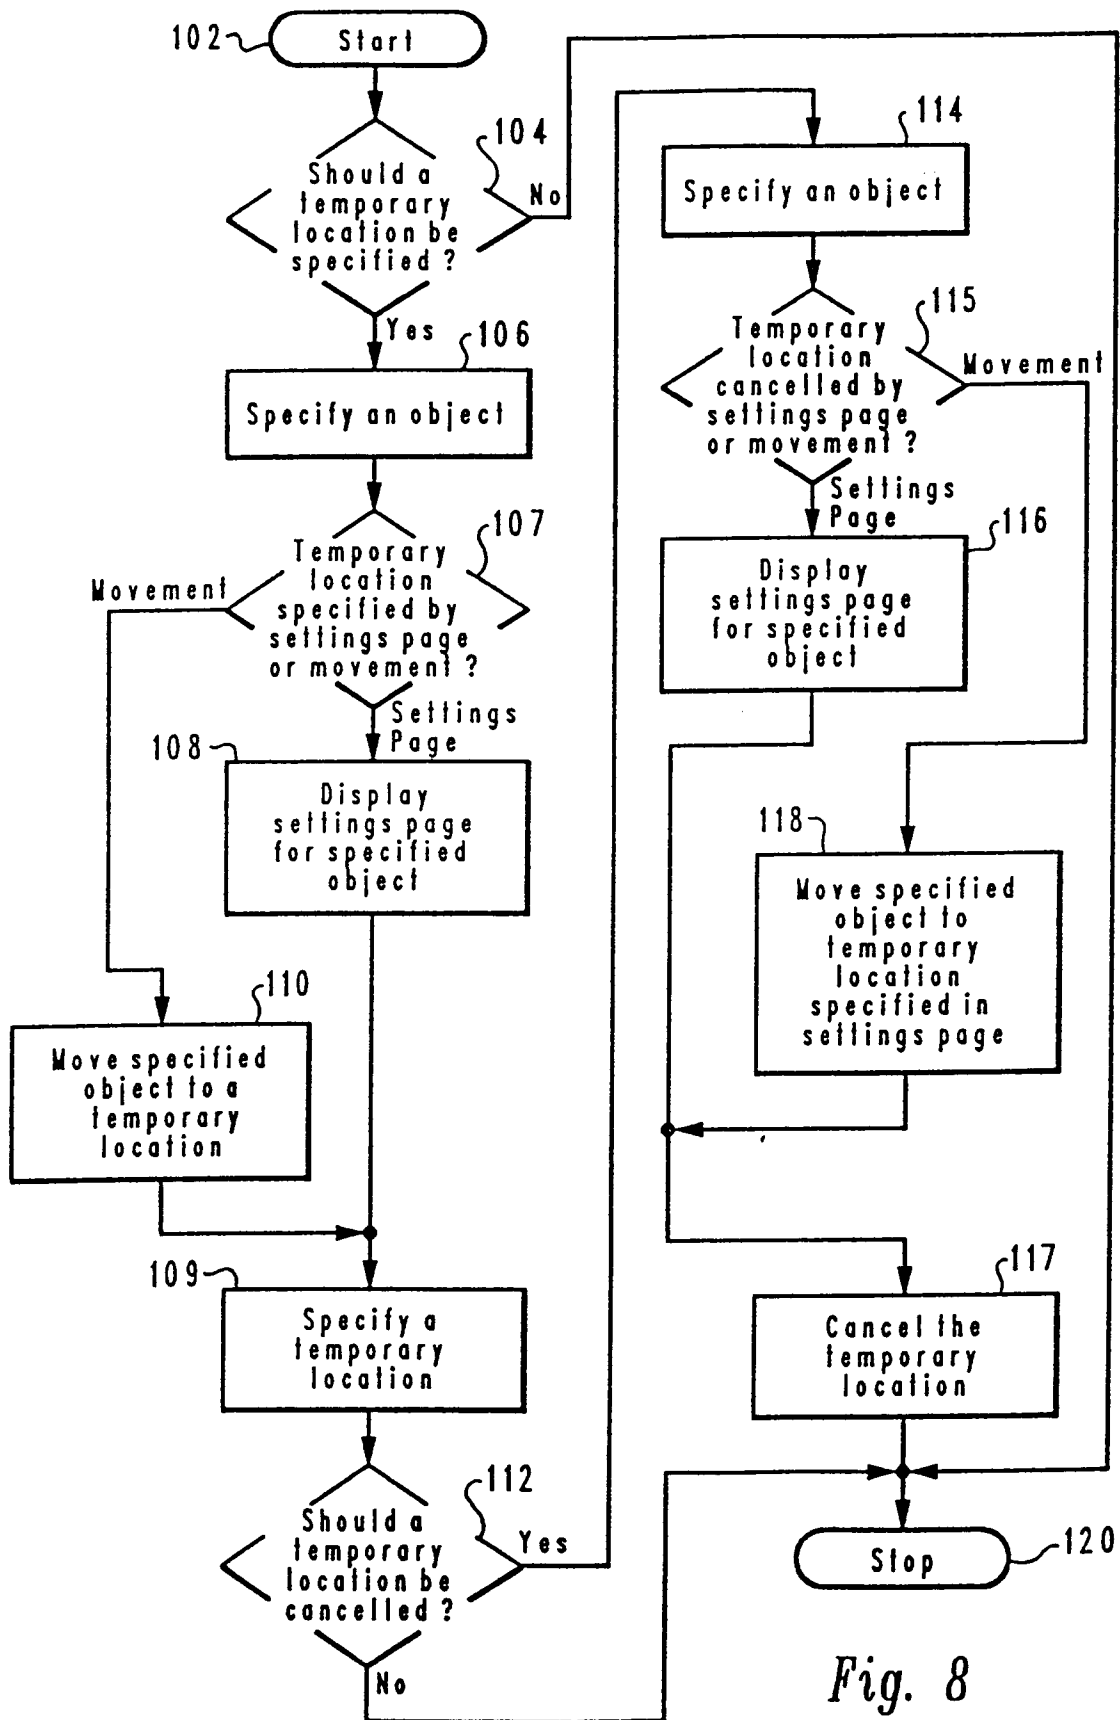 102
Start
104
Should a
temporary
location be
specified ?
No
Yes
106
Specify an object
107
Temporary
location
specified by
settings page
or movement ?
Movement
Settings
Page
108
Display
settings page
for specified
object
110
Move specified
object to a
temporary
location
109
Specify a
temporary
location
112
Should a
temporary
location be
cancelled ?
Yes
No
114
Specify an object
115
Temporary
location
cancelled by
settings page
or movement ?
Movement
Settings
Page
116
Display
settings page
for specified
object
118
Move specified
object to
temporary
location
specified in
settings page
117
Cancel the
temporary
location
Stop
120
Fig. 8